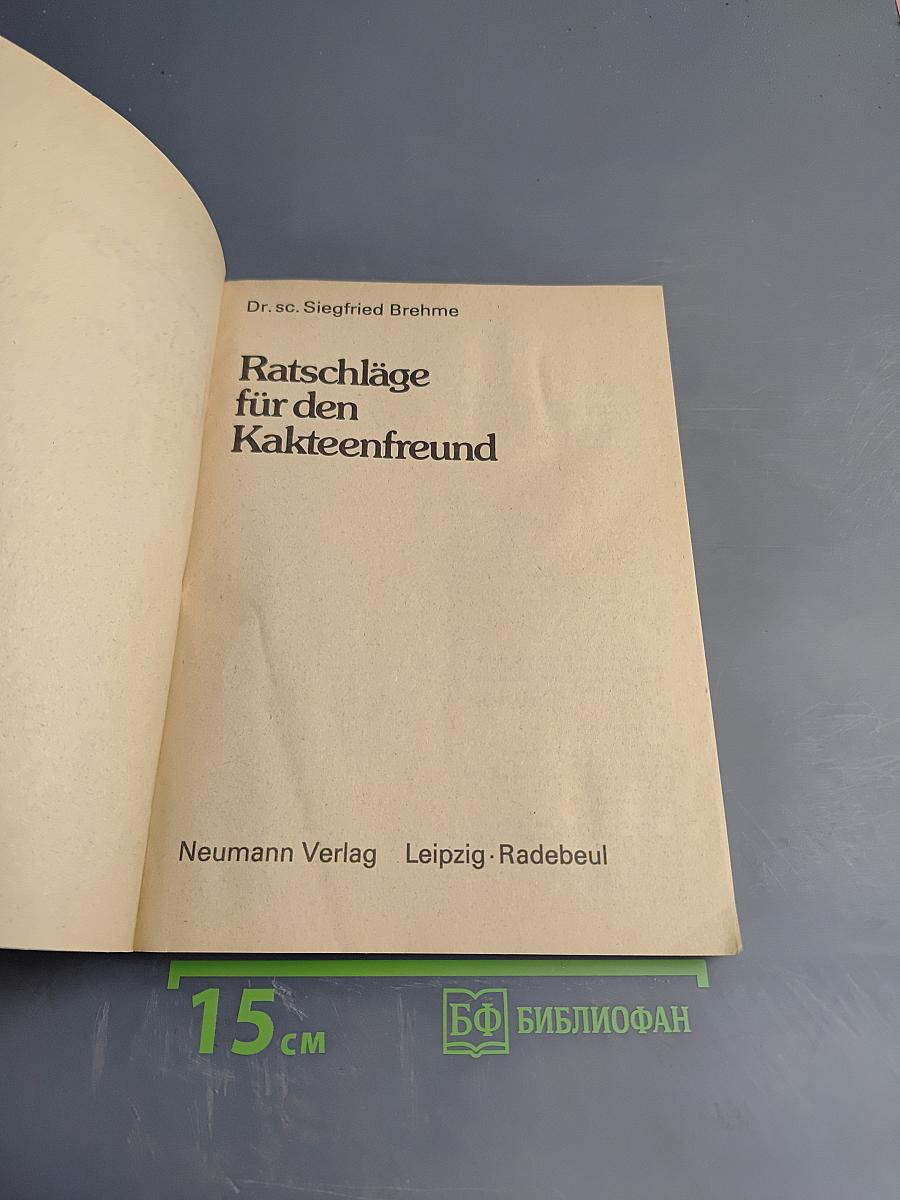 Dr. sc. Siegfried Brehme
Ratschläge
für den
Kakteenfreund
Neumann Verlag Leipzig · Radebeul
15 см
БФ БИБЛИОФАН